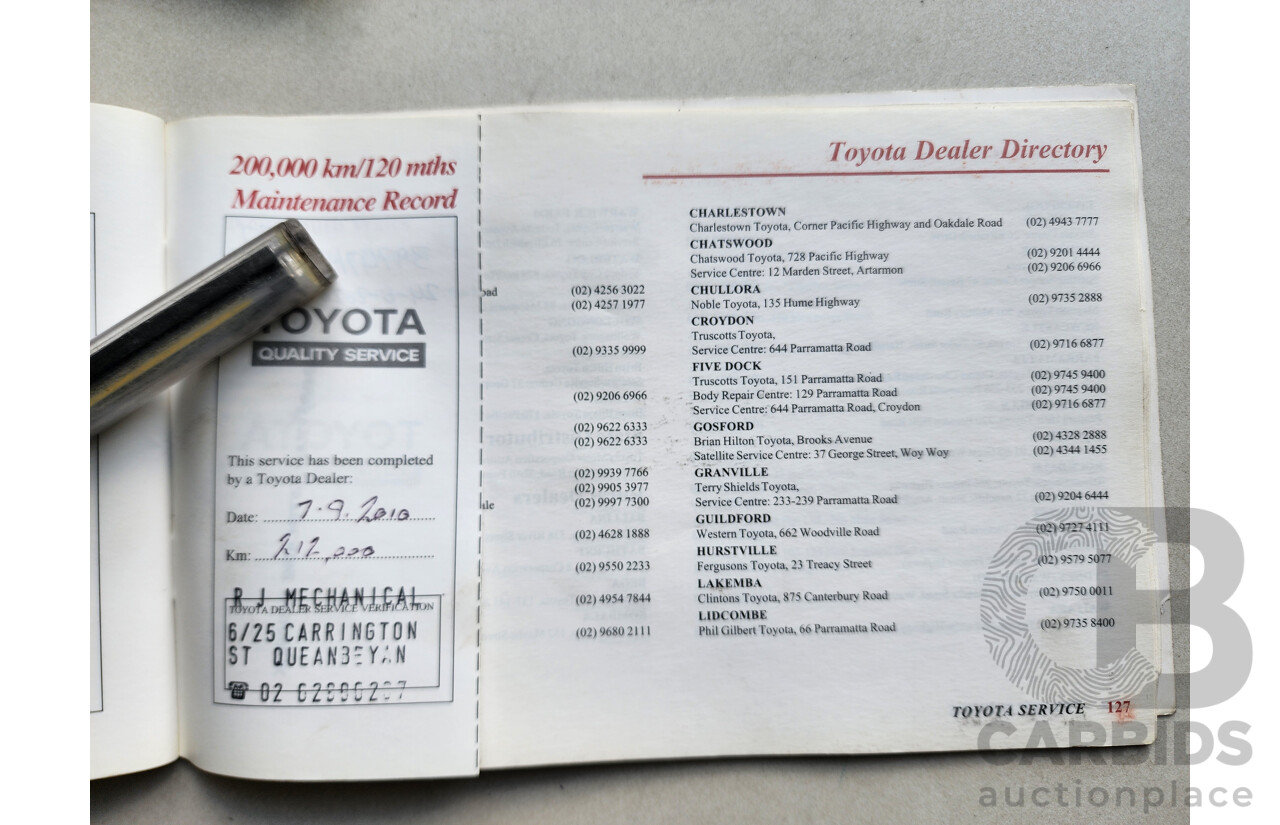 200,000 km/120 mths
Maintenance Record
TOYOTA
QUALITY SERVICE
This service has been completed
by a Toyota Dealer:
Date: 7.9.2010
Km: 212,000
R J MECHANICAL
TOYOTA DEALER SERVICE VERIFICATION
6/25 CARRINGTON
ST QUEANBEYAN
☎ 02
(02) 4256 3022
(02) 4257 1977
(02) 9335 9999
(02) 9206 6966
(02) 9622 6333
(02) 9622 6333
(02) 9939 7766
(02) 9905 3977
(02) 9997 7300
(02) 4628 1888
(02) 9550 2233
(02) 4954 7844
(02) 9680 2111
Toyota Dealer Directory
CHARLESTOWN
Charlestown Toyota, Corner Pacific Highway and Oakdale Road (02) 4943 7777
CHATSWOOD
Chatswood Toyota, 728 Pacific Highway (02) 9201 4444
Service Centre: 12 Marden Street, Artarmon (02) 9206 6966
CHULLORA
Noble Toyota, 135 Hume Highway (02) 9735 2888
CROYDON
Truscotts Toyota,
Service Centre: 644 Parramatta Road (02) 9716 6877
FIVE DOCK
Truscotts Toyota, 151 Parramatta Road (02) 9745 9400
Body Repair Centre: 129 Parramatta Road (02) 9745 9400
Service Centre: 644 Parramatta Road, Croydon (02) 9716 6877
GOSFORD
Brian Hilton Toyota, Brooks Avenue (02) 4328 2888
Satellite Service Centre: 37 George Street, Woy Woy (02) 4344 1455
GRANVILLE
Terry Shields Toyota,
Service Centre: 233-239 Parramatta Road (02) 9204 6444
GUILDFORD
Western Toyota, 662 Woodville Road (02) 9727 4111
HURSTVILLE
Fergusons Toyota, 23 Treacy Street (02) 9579 5077
LAKEMBA
Clintons Toyota, 875 Canterbury Road (02) 9750 0011
LIDCOMBE
Phil Gilbert Toyota, 66 Parramatta Road (02) 9735 8400
TOYOTA SERVICE 127
CB
CARBIDS
auctionplace